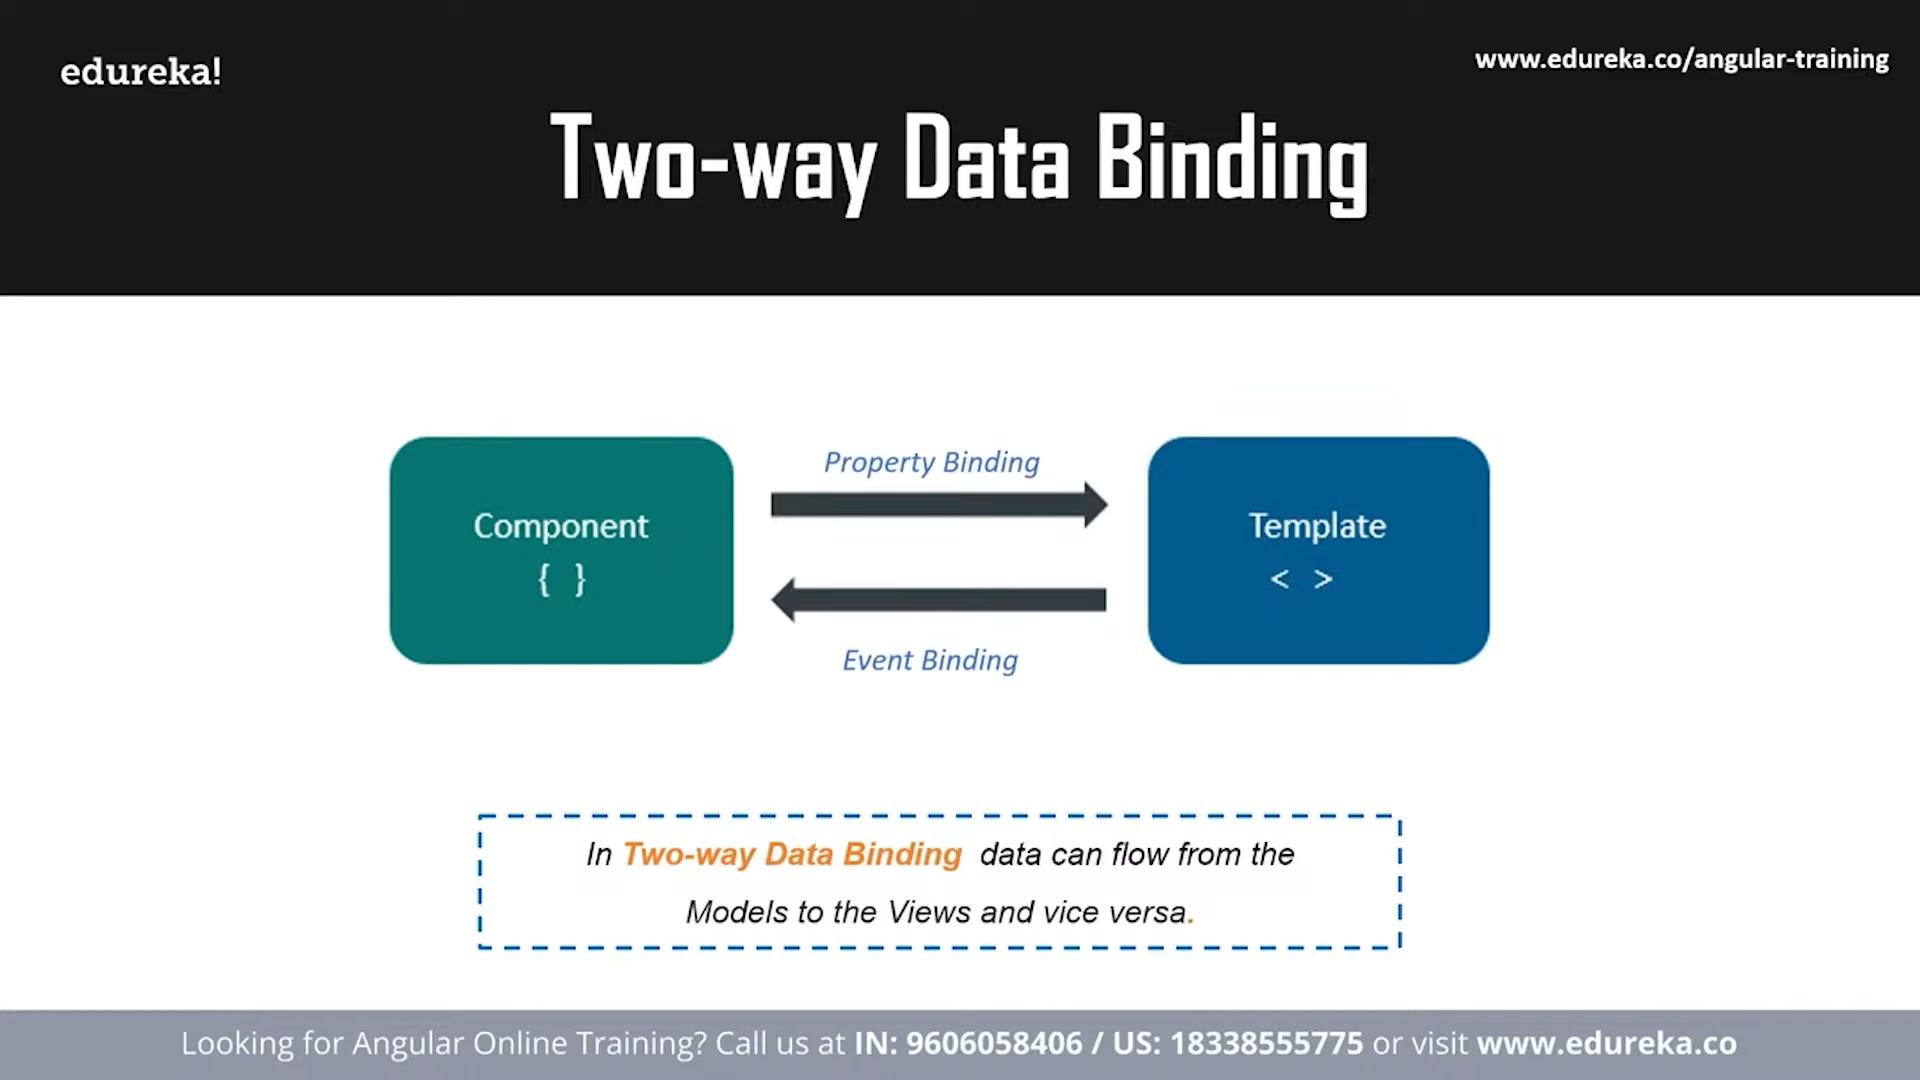 edureka!
www.edureka.co/angular-training
Two-way Data Binding
Property Binding
Component
{ }
Template
< >
Event Binding
In Two-way Data Binding data can flow from the
Models to the Views and vice versa.
Looking for Angular Online Training? Call us at IN: 9606058406 / US: 18338555775 or visit www.edureka.co